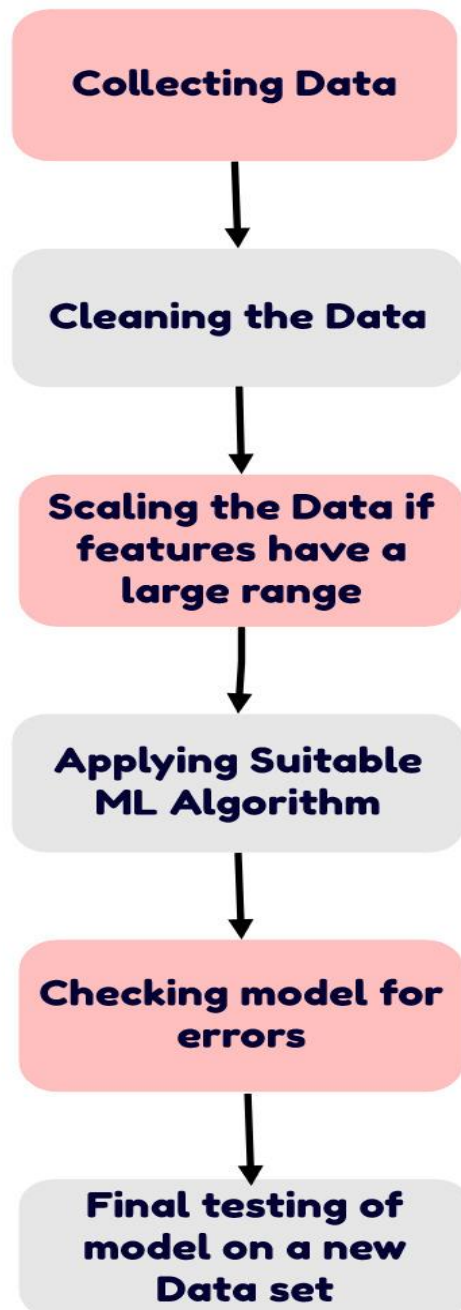 Collecting Data
Cleaning the Data
Scaling the Data if
features have a
large range
Applying Suitable
ML Algorithm
Checking model for
errors
Final testing of
model on a new
Data set